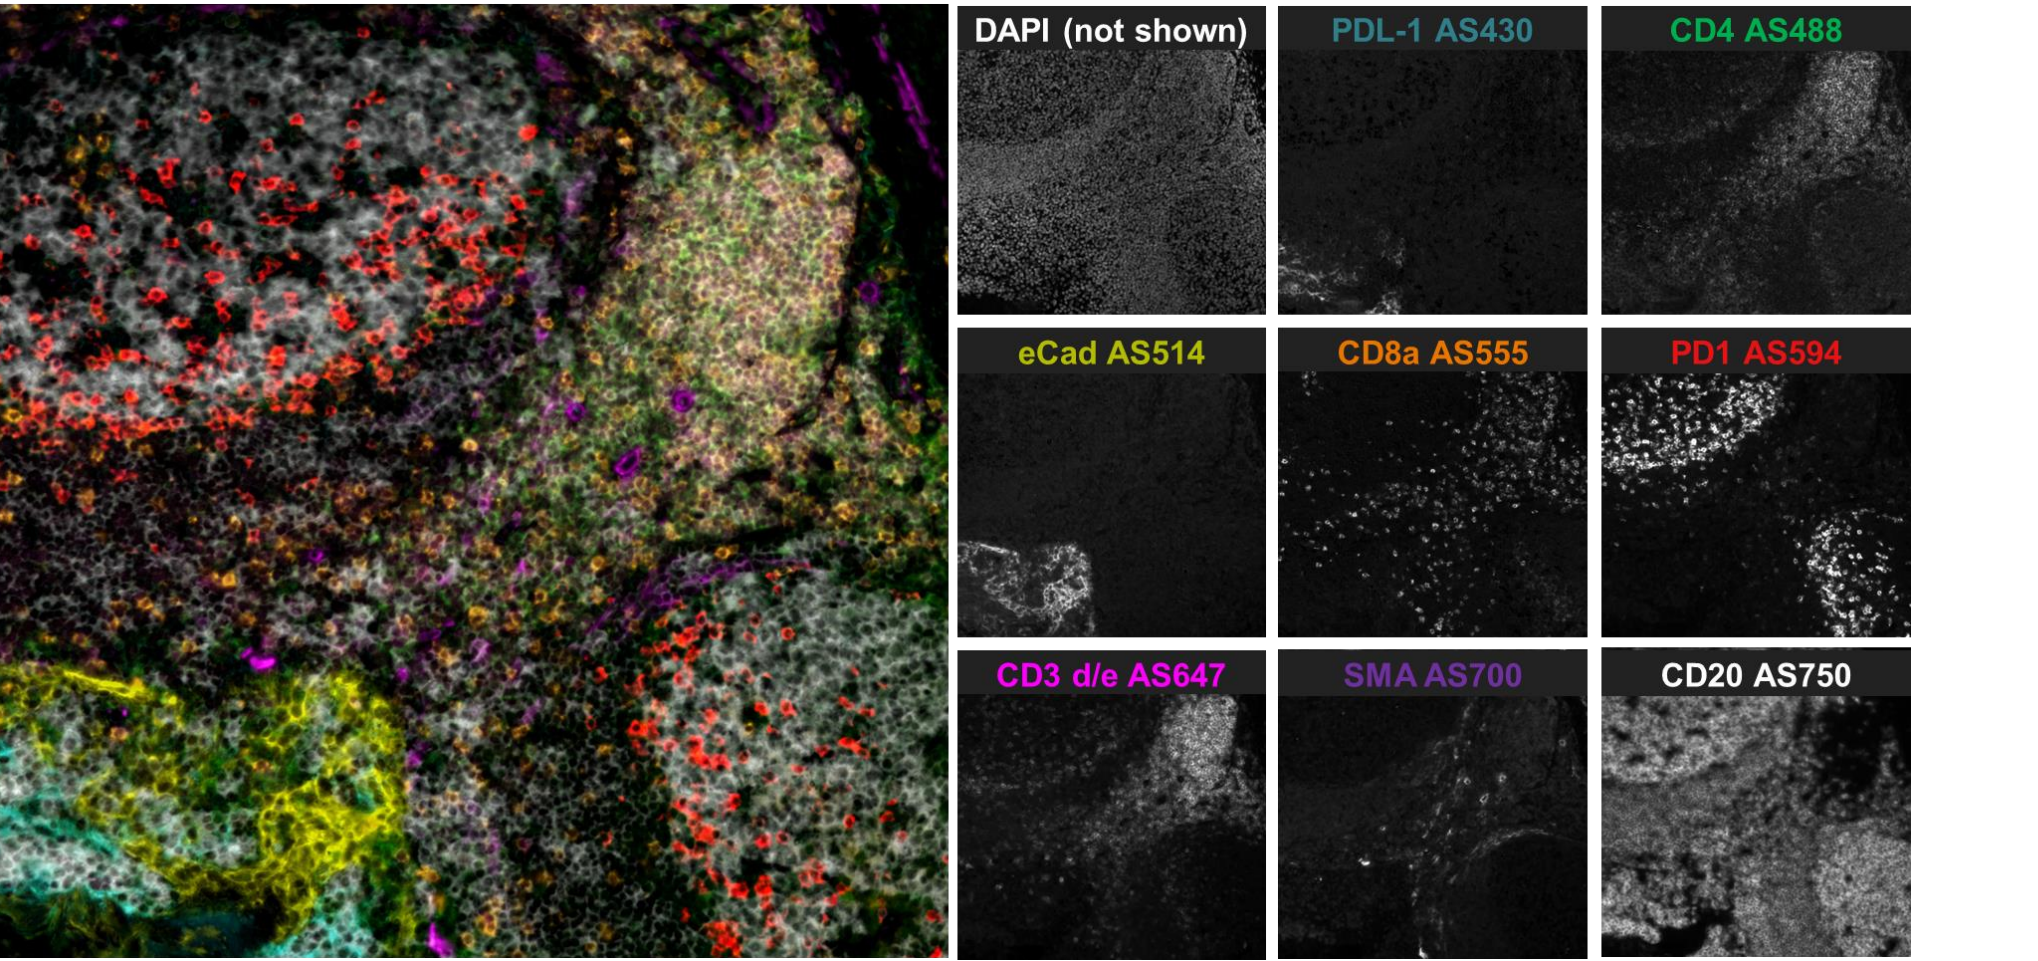 DAPI (not shown)
PDL-1 AS430
CD4 AS488
eCad AS514
CD8a AS555
PD1 AS594
CD3 d/e AS647
SMA AS700
CD20 AS750